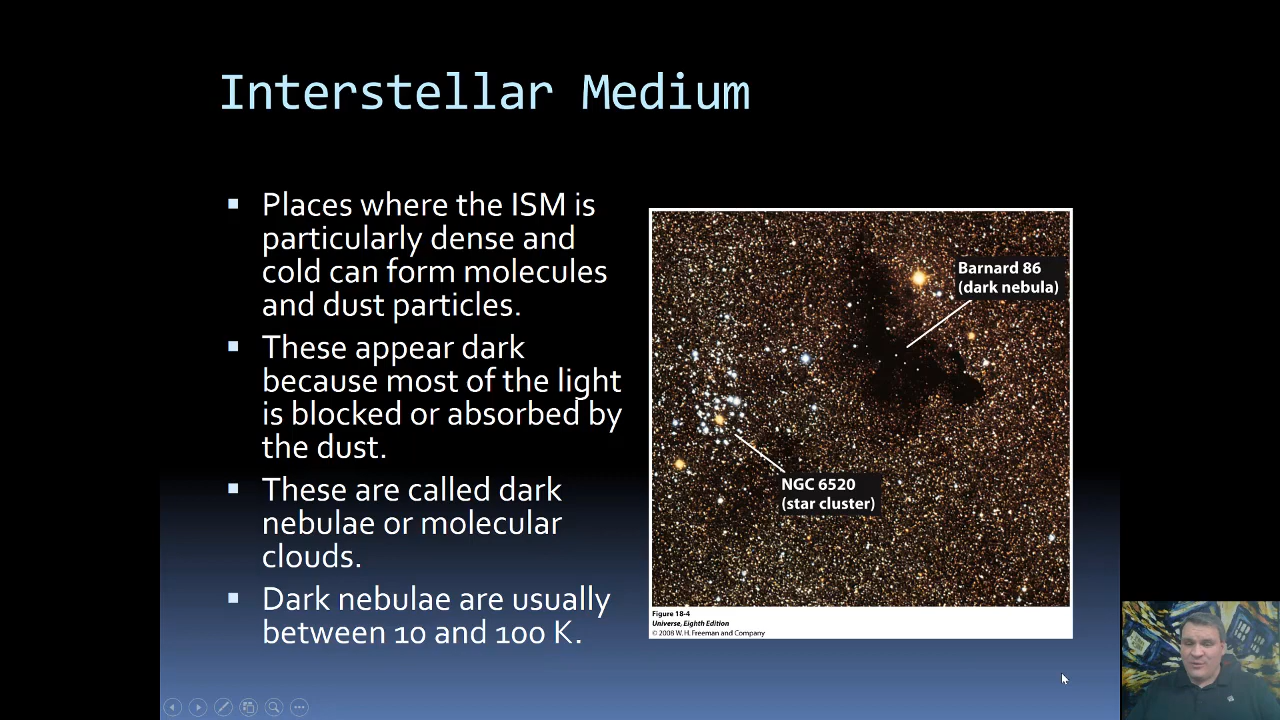 Interstellar Medium
Places where the ISM is
particularly dense and
cold can form molecules
and dust particles.
These appear dark
because most of the light
is blocked or absorbed by
the dust.
These are called dark
nebulae or molecular
clouds.
Dark nebulae are usually
between 10 and 100 K.
Barnard 86
(dark nebula)
NGC 6520
(star cluster)
Figure 18-4
Universe, Eighth Edition
© 2008 W. H. Freeman and Company